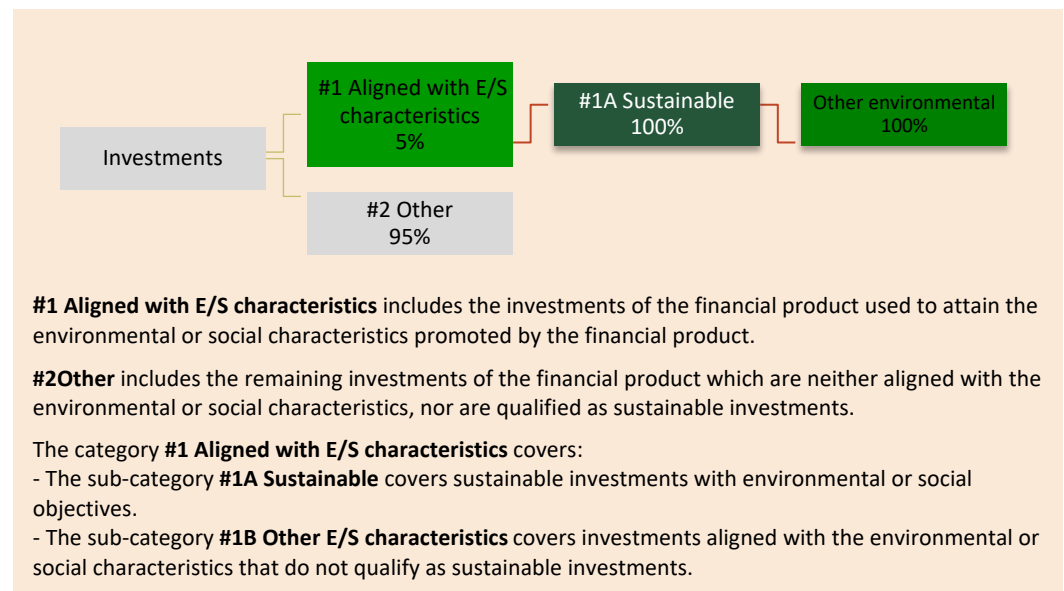 #1 Aligned with E/S
characteristics
5%
#1A Sustainable
100%
Other environmental
100%
Investments
#2 Other
95%
#1 Aligned with E/S characteristics includes the investments of the financial product used to attain the
environmental or social characteristics promoted by the financial product.
#2Other includes the remaining investments of the financial product which are neither aligned with the
environmental or social characteristics, nor are qualified as sustainable investments.
The category #1 Aligned with E/S characteristics covers:
- The sub-category #1A Sustainable covers sustainable investments with environmental or social
objectives.
- The sub-category #1B Other E/S characteristics covers investments aligned with the environmental or
social characteristics that do not qualify as sustainable investments.